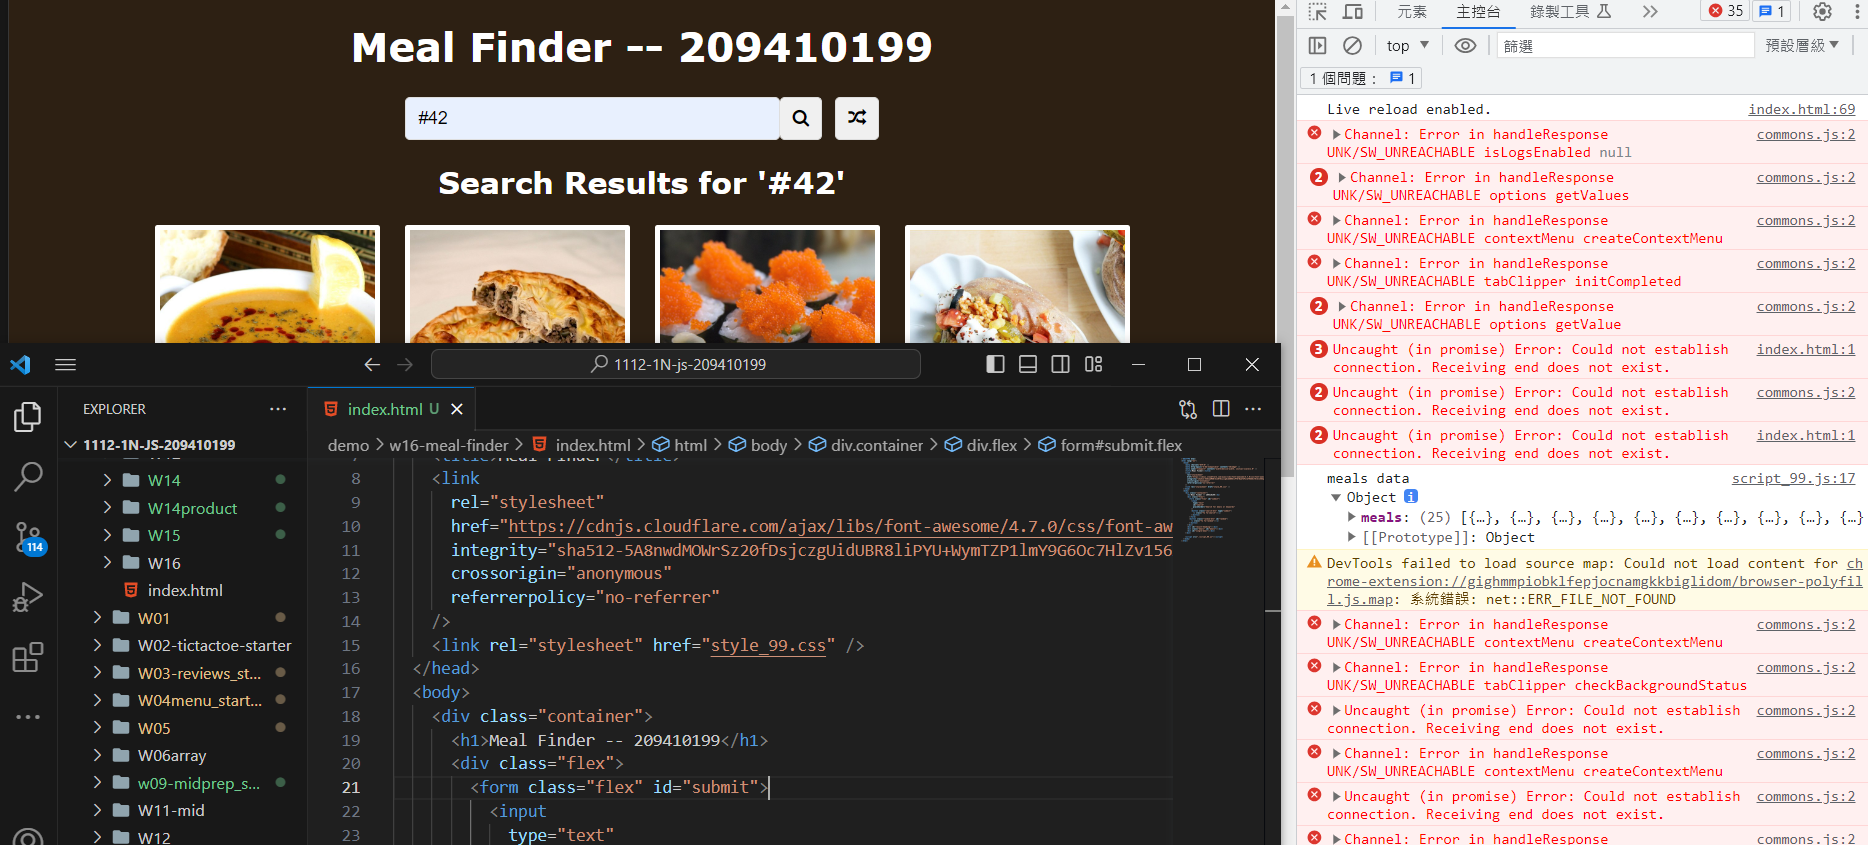 Meal Finder -- 209410199
#42
Search Results for '#42'
1112-1N-js-209410199
EXPLORER
index.html U
1112-1N-JS-209410199
demo > w16-meal-finder > index.html > html > body > div.container > div.flex > form#submit.flex
W14
W14product
W15
W16
index.html
W01
W02-tictactoe-starter
W03-reviews_st...
W04menu_start...
W05
W06array
w09-midprep_s...
W11-mid
W12
114
8 <link
9 rel="stylesheet"
10 href="https://cdnjs.cloudflare.com/ajax/libs/font-awesome/4.7.0/css/font-aw
11 integrity="sha512-5A8nwdMOWrSz20fDsjczgUidUBR8liPYU+WymTZP1lmY9G6Oc7HlZv156
12 crossorigin="anonymous"
13 referrerpolicy="no-referrer"
14 />
15 <link rel="stylesheet" href="style_99.css" />
16 </head>
17 <body>
18 <div class="container">
19 <h1>Meal Finder -- 209410199</h1>
20 <div class="flex">
21 <form class="flex" id="submit">
22 <input
23 type="text"
元素 主控台 錄製工具 35 1
top 篩選 預設層級
1 個問題： 1
Live reload enabled. index.html:69
Channel: Error in handleResponse commons.js:2
UNK/SW_UNREACHABLE isLogsEnabled null
2 Channel: Error in handleResponse commons.js:2
UNK/SW_UNREACHABLE options getValues
Channel: Error in handleResponse commons.js:2
UNK/SW_UNREACHABLE contextMenu createContextMenu
Channel: Error in handleResponse commons.js:2
UNK/SW_UNREACHABLE tabClipper initCompleted
2 Channel: Error in handleResponse commons.js:2
UNK/SW_UNREACHABLE options getValue
3 Uncaught (in promise) Error: Could not establish index.html:1
connection. Receiving end does not exist.
2 Uncaught (in promise) Error: Could not establish commons.js:2
connection. Receiving end does not exist.
2 Uncaught (in promise) Error: Could not establish index.html:1
connection. Receiving end does not exist.
meals data script_99.js:17
Object i
meals: (25) [{…}, {…}, {…}, {…}, {…}, {…}, {…}, {…}, {…}, {…}
[[Prototype]]: Object
DevTools failed to load source map: Could not load content for ch
rome-extension://gighmmpiobklfepjocnamgkkbiglidom/browser-polyfil
l.js.map: 系統錯誤: net::ERR_FILE_NOT_FOUND
Channel: Error in handleResponse commons.js:2
UNK/SW_UNREACHABLE contextMenu createContextMenu
Channel: Error in handleResponse commons.js:2
UNK/SW_UNREACHABLE tabClipper checkBackgroundStatus
Uncaught (in promise) Error: Could not establish commons.js:2
connection. Receiving end does not exist.
Channel: Error in handleResponse commons.js:2
UNK/SW_UNREACHABLE contextMenu createContextMenu
Uncaught (in promise) Error: Could not establish commons.js:2
connection. Receiving end does not exist.
Channel: Error in handleResponse commons.js:2